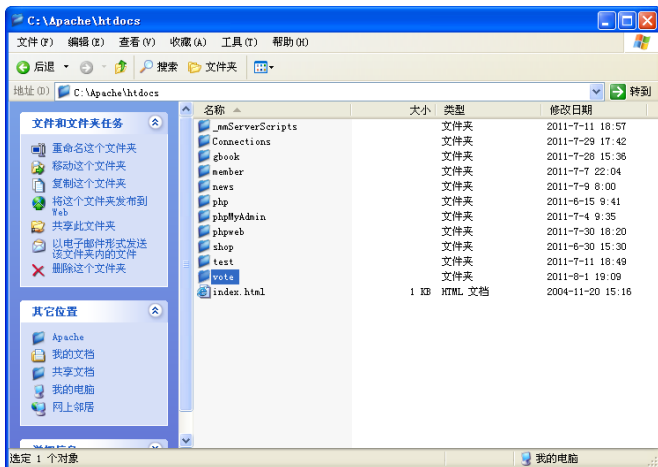 C:\Apache\htdocs
文件(F) 编辑(E) 查看(V) 收藏(A) 工具(T) 帮助(H)
后退 搜索 文件夹
地址(D) C:\Apache\htdocs 转到
文件和文件夹任务
重命名这个文件夹
移动这个文件夹
复制这个文件夹
将这个文件夹发布到
Web
共享此文件夹
以电子邮件形式发送
该文件夹内的文件
删除这个文件夹
其它位置
Apache
我的文档
共享文档
我的电脑
网上邻居
名称 大小 类型 修改日期
_mmServerScripts 文件夹 2011-7-11 18:57
Connections 文件夹 2011-7-29 17:42
gbook 文件夹 2011-7-28 15:36
member 文件夹 2011-7-7 22:04
news 文件夹 2011-7-9 8:00
php 文件夹 2011-6-15 9:41
phpMyAdmin 文件夹 2011-7-4 9:35
phpweb 文件夹 2011-7-30 18:20
shop 文件夹 2011-6-30 15:30
test 文件夹 2011-7-11 18:49
vote 文件夹 2011-8-1 19:09
index.html 1 KB HTML 文档 2004-11-20 15:16
选定 1 个对象 我的电脑